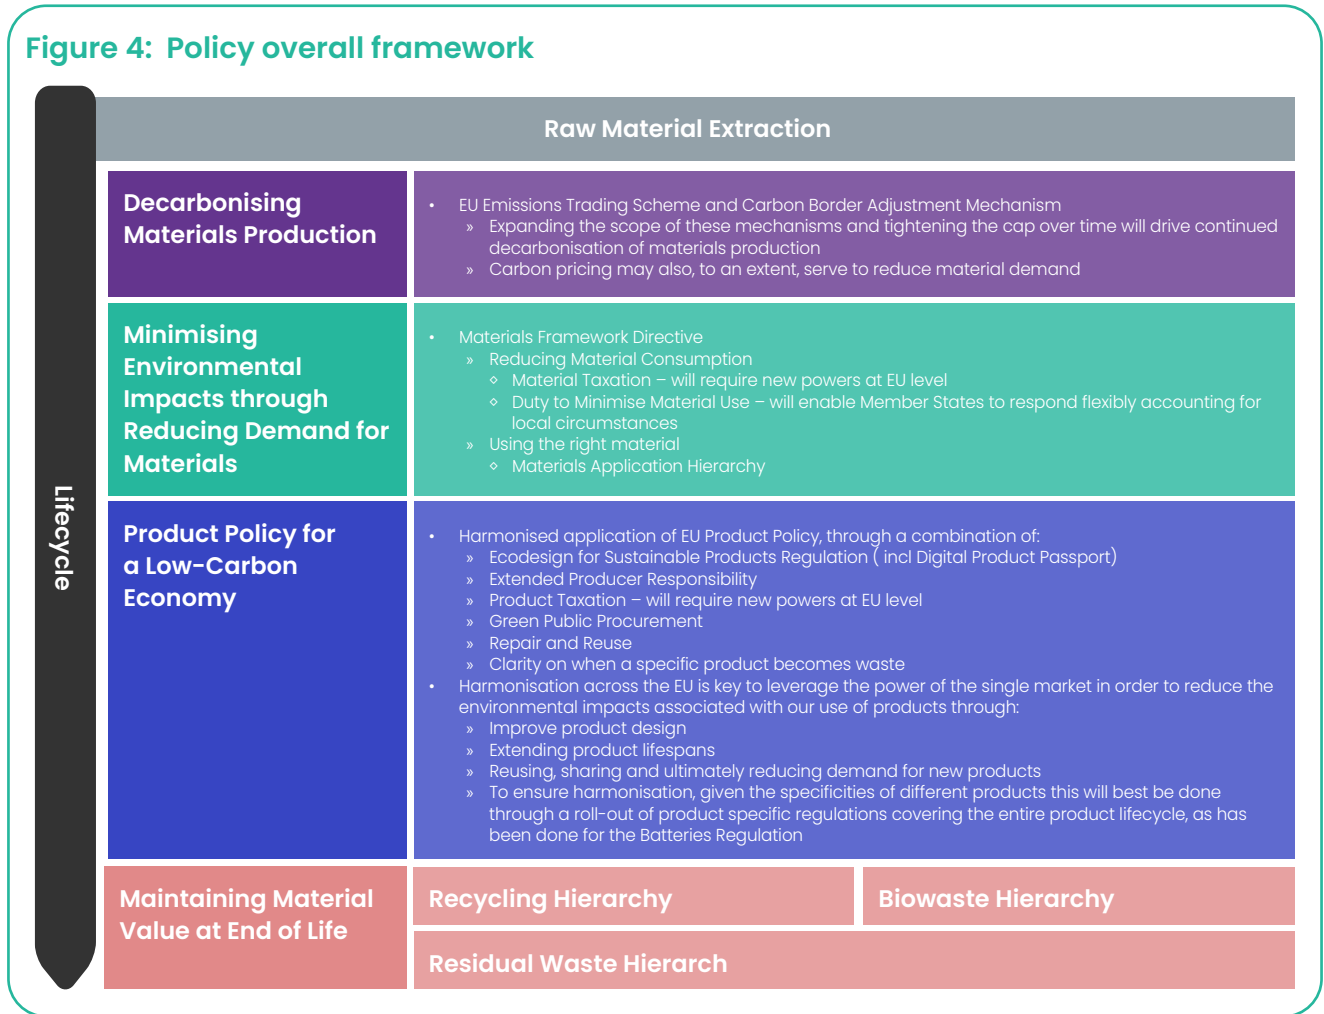 Figure 4: Policy overall framework
Lifecycle
Raw Material Extraction
Decarbonising
Materials Production
• EU Emissions Trading Scheme and Carbon Border Adjustment Mechanism
» Expanding the scope of these mechanisms and tightening the cap over time will drive continued
decarbonisation of materials production
» Carbon pricing may also, to an extent, serve to reduce material demand
Minimising
Environmental
Impacts through
Reducing Demand for
Materials
• Materials Framework Directive
» Reducing Material Consumption
⋄ Material Taxation – will require new powers at EU level
⋄ Duty to Minimise Material Use – will enable Member States to respond flexibly accounting for
local circumstances
» Using the right material
⋄ Materials Application Hierarchy
Product Policy for
a Low-Carbon
Economy
• Harmonised application of EU Product Policy, through a combination of:
» Ecodesign for Sustainable Products Regulation ( incl Digital Product Passport)
» Extended Producer Responsibility
» Product Taxation – will require new powers at EU level
» Green Public Procurement
» Repair and Reuse
» Clarity on when a specific product becomes waste
• Harmonisation across the EU is key to leverage the power of the single market in order to reduce the
environmental impacts associated with our use of products through:
» Improve product design
» Extending product lifespans
» Reusing, sharing and ultimately reducing demand for new products
» To ensure harmonisation, given the specificities of different products this will best be done
through a roll-out of product specific regulations covering the entire product lifecycle, as has
been done for the Batteries Regulation
Maintaining Material
Value at End of Life
Recycling Hierarchy
Biowaste Hierarchy
Residual Waste Hierarch